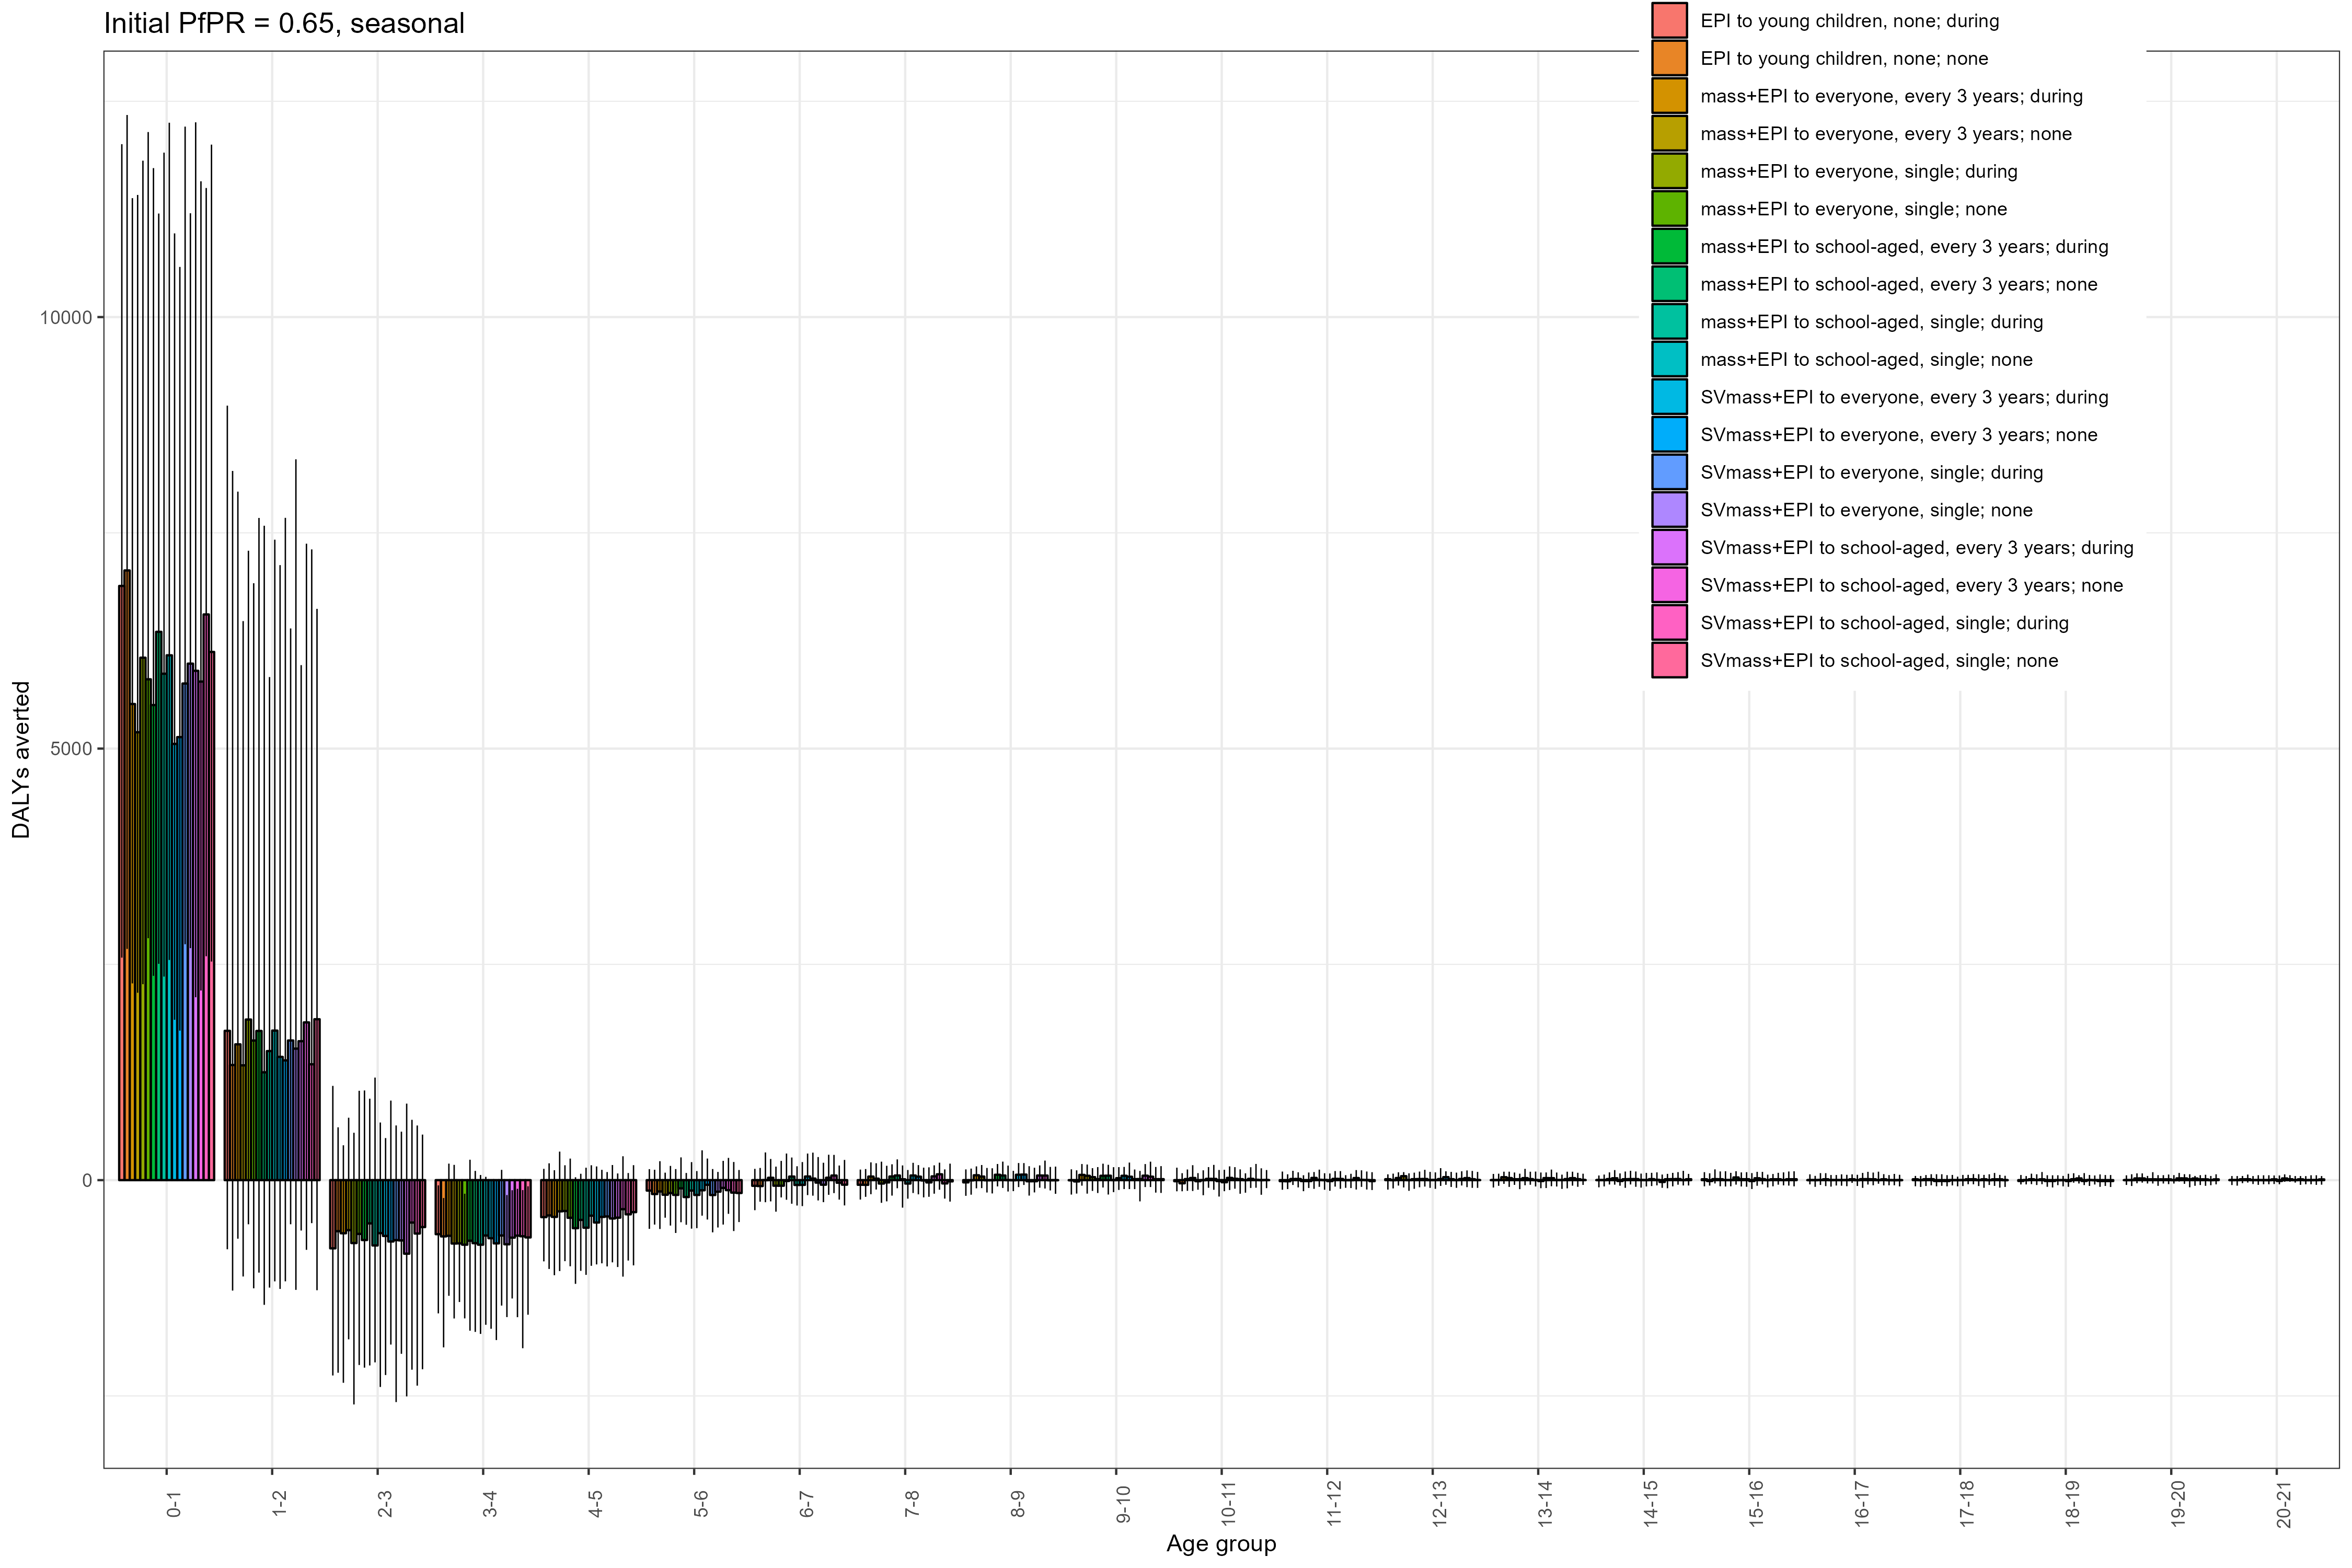 Initial PfPR = 0.65, seasonal
EPI to young children, none; during
EPI to young children, none; none
mass+EPI to everyone, every 3 years; during
mass+EPI to everyone, every 3 years; none
mass+EPI to everyone, single; during
mass+EPI to everyone, single; none
mass+EPI to school-aged, every 3 years; during
mass+EPI to school-aged, every 3 years; none
mass+EPI to school-aged, single; during
mass+EPI to school-aged, single; none
SVmass+EPI to everyone, every 3 years; during
SVmass+EPI to everyone, every 3 years; none
SVmass+EPI to everyone, single; during
SVmass+EPI to everyone, single; none
SVmass+EPI to school-aged, every 3 years; during
SVmass+EPI to school-aged, every 3 years; none
SVmass+EPI to school-aged, single; during
SVmass+EPI to school-aged, single; none
DALYs averted
10000
5000
0
0-1
1-2
2-3
3-4
4-5
5-6
6-7
7-8
8-9
9-10
10-11
11-12
12-13
13-14
14-15
15-16
16-17
17-18
18-19
19-20
20-21
Age group